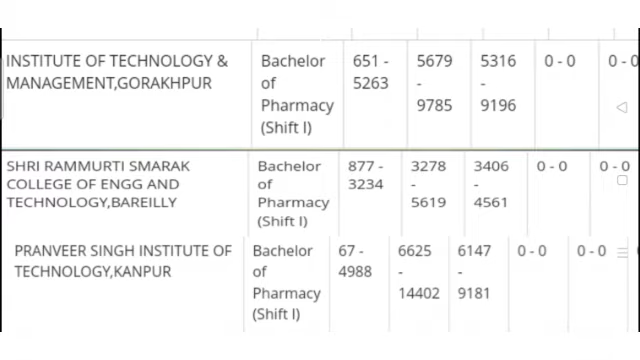 INSTITUTE OF TECHNOLOGY & Bachelor 651 - 5679 5316 0 - 0 0 - 0
MANAGEMENT,GORAKHPUR of 5263 - -
Pharmacy 9785 9196
(Shift I)
SHRI RAMMURTI SMARAK Bachelor 877 - 3278 3406 0 - 0 0 - 0
COLLEGE OF ENGG AND of 3234 - -
TECHNOLOGY,BAREILLY Pharmacy 5619 4561
(Shift I)
PRANVEER SINGH INSTITUTE OF Bachelor 67 - 6625 6147 0 - 0 0 - 0
TECHNOLOGY,KANPUR of 4988 - -
Pharmacy 14402 9181
(Shift I)